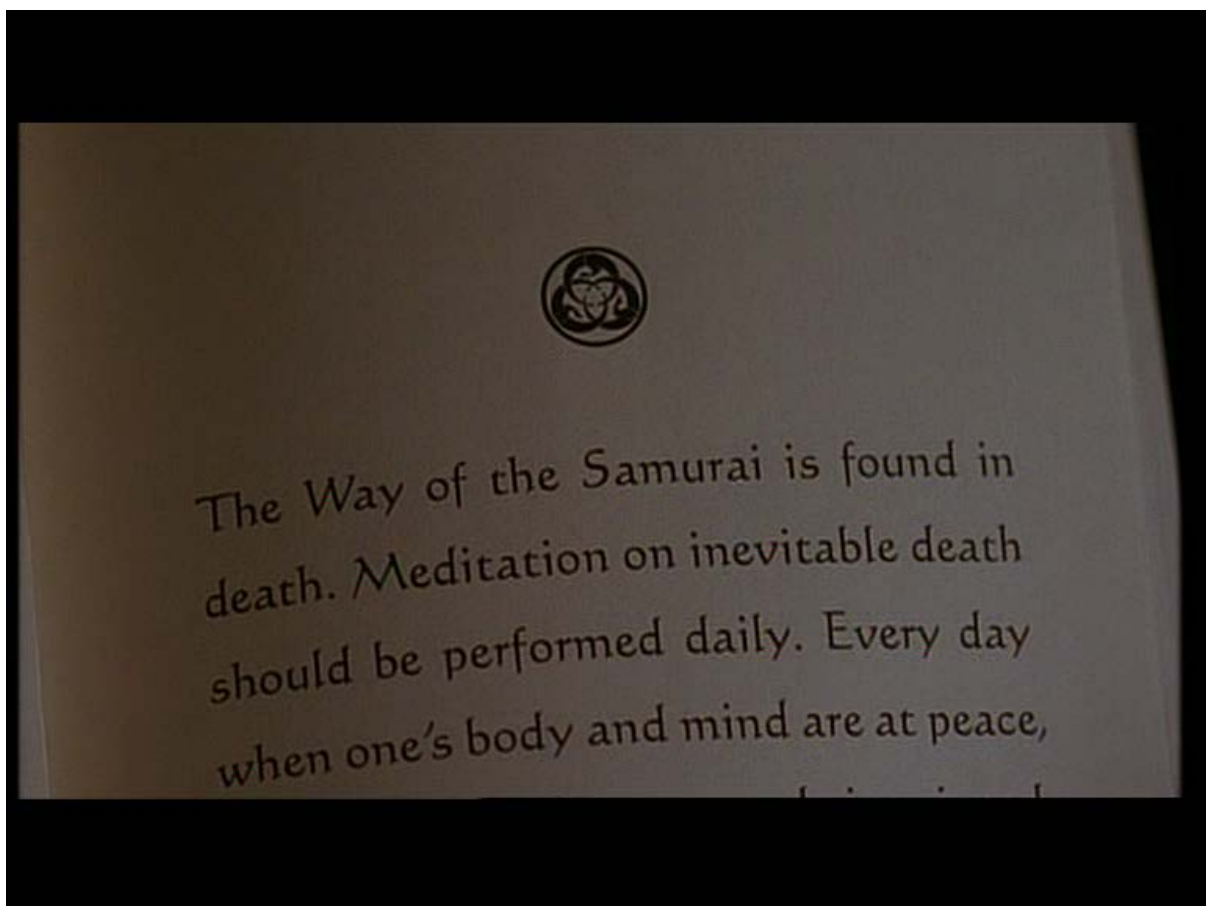 The Way of the Samurai is found in
death. Meditation on inevitable death
should be performed daily. Every day
when one's body and mind are at peace,